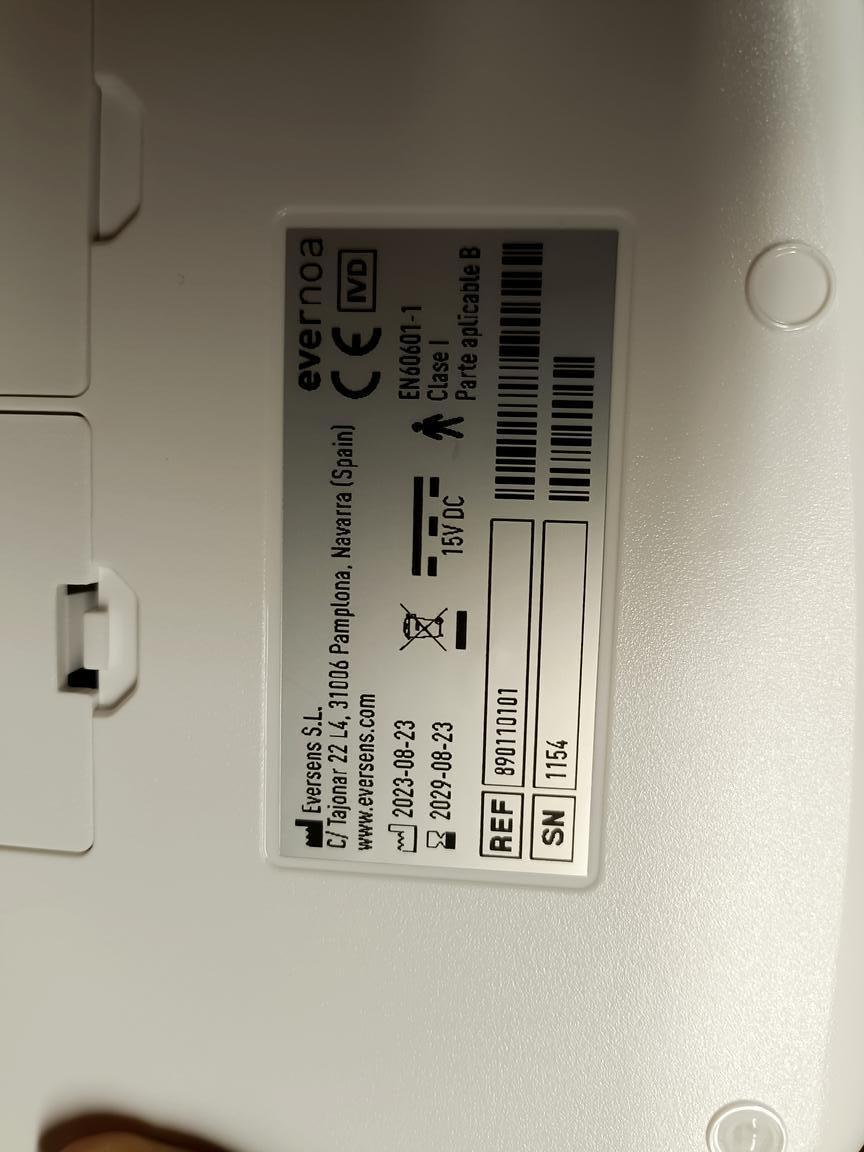 Eversens S.L.
C/ Tajonar 22 L4, 31006 Pamplona, Navarra (Spain)
www.eversens.com
evernoa
CE IVD
2023-08-23
2029-08-23
15V DC
EN60601-1
Clase I
Parte aplicable B
REF 890110101
SN 1154